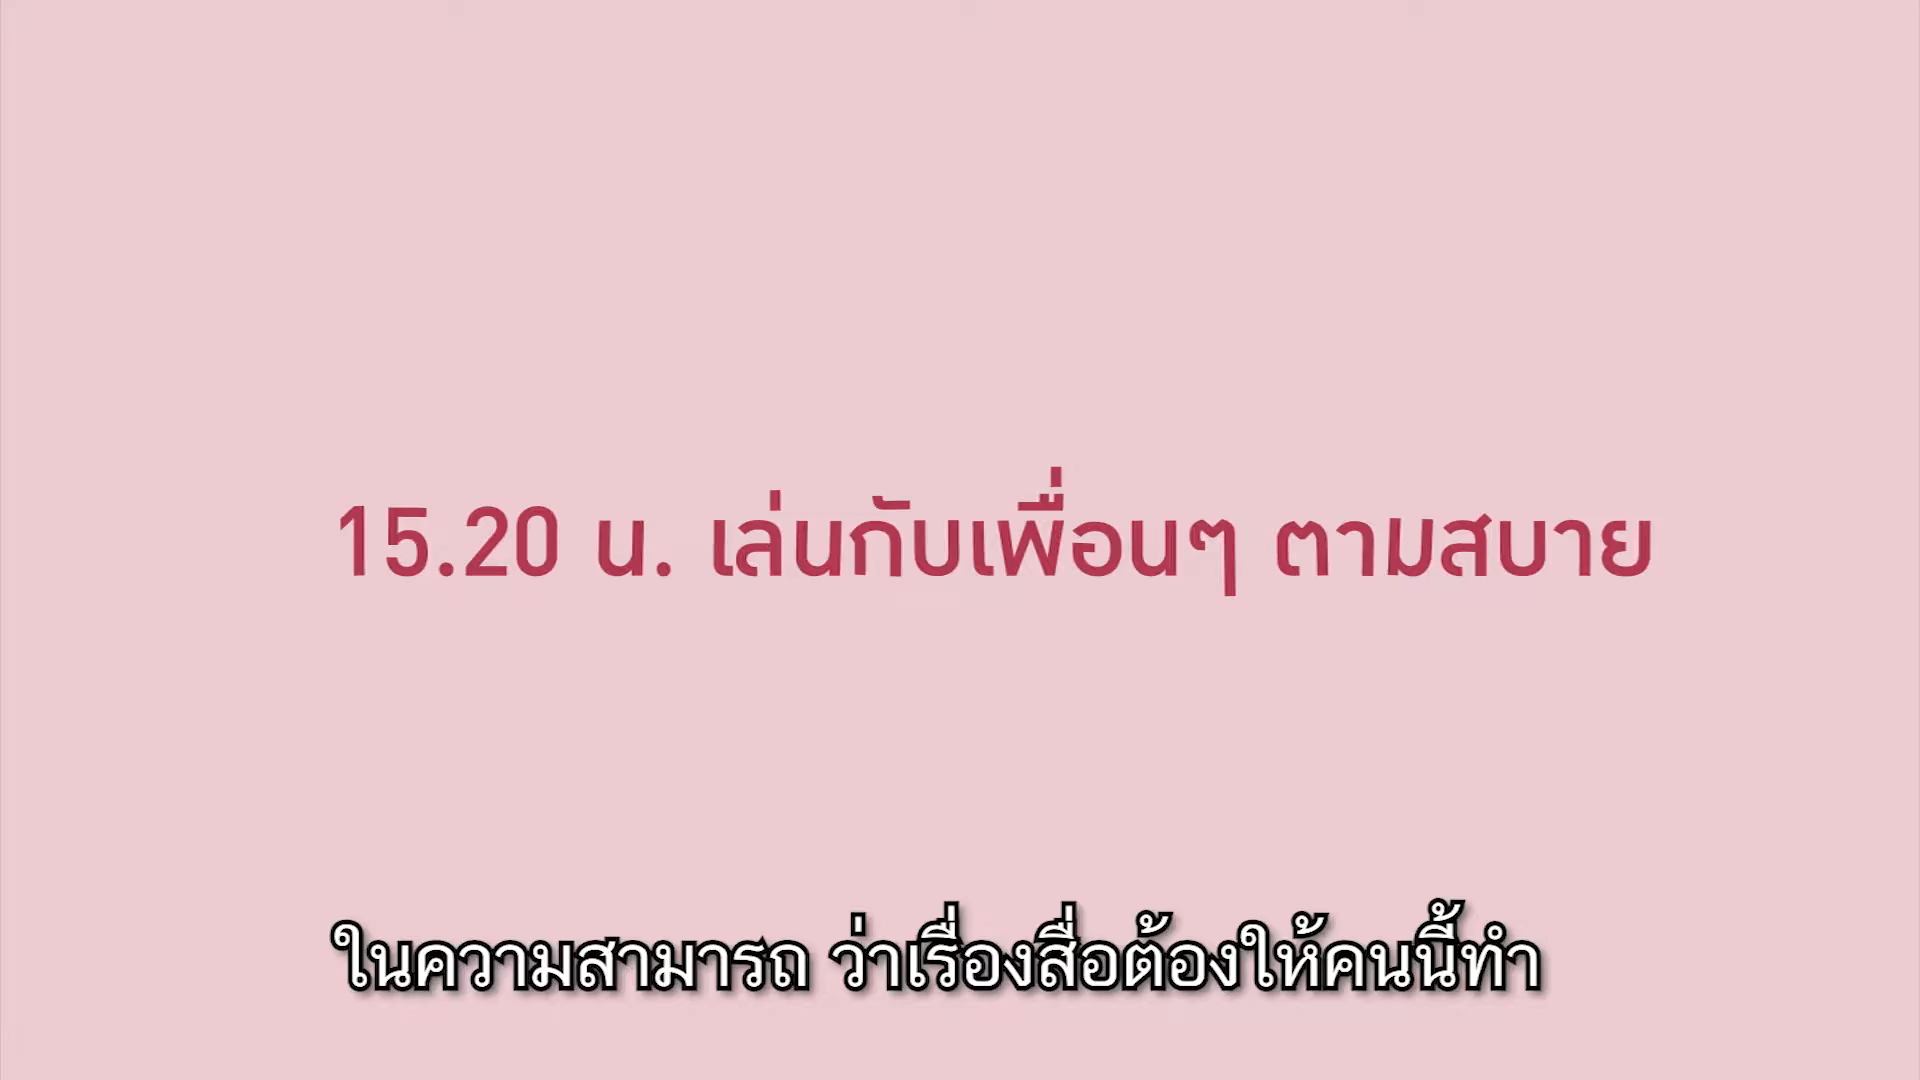 15.20 น. เล่นกับเพื่อนๆ ตามสบาย
ในความสามารถ ว่าเรื่องสื่อต้องให้คนนี้ทำ